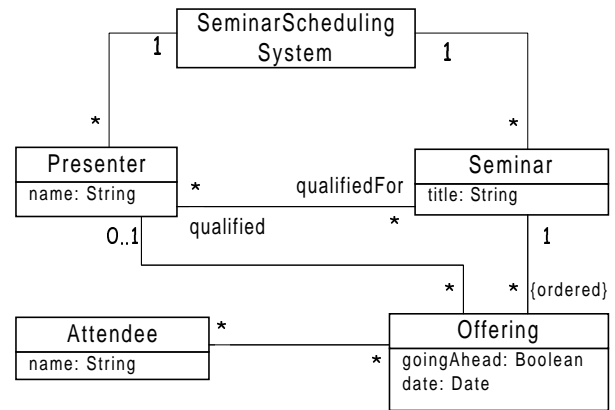 SeminarScheduling
System
1
1
*
*
Presenter
name: String
Seminar
title: String
*
qualifiedFor
qualified
*
0..1
1
*
*
{ordered}
Attendee
name: String
*
*
Offering
goingAhead: Boolean
date: Date